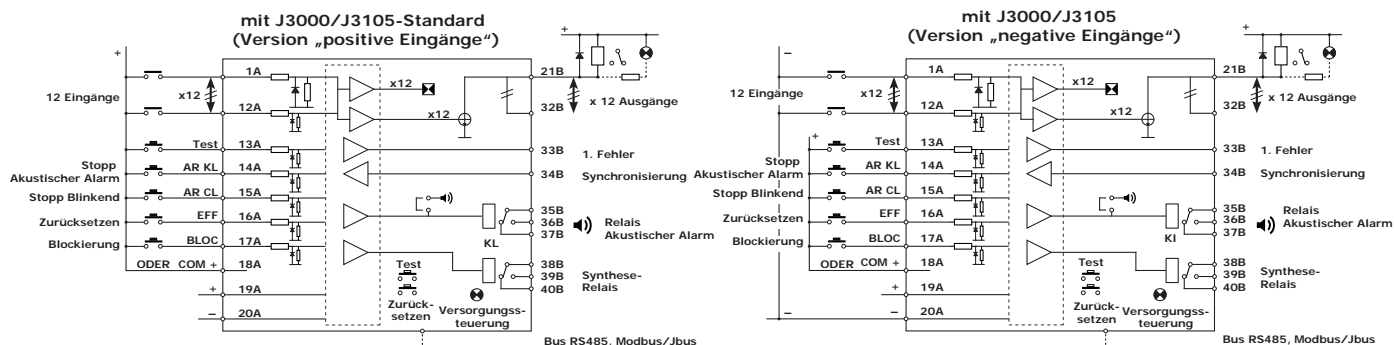 mit J3000/J3105-Standard
(Version „positive Eingänge“)
+
+
1A
21B
x12
12 Eingänge
x12
x 12 Ausgänge
12A
32B
x12
Test
13A
33B
1. Fehler
Stopp
Akustischer Alarm
AR KL
14A
34B
Synchronisierung
Stopp Blinkend
AR CL
15A
Zurücksetzen
EFF
16A
35B
36B
37B
Relais
Akustischer Alarm
KL
Blockierung
BLOC
17A
ODER COM +
18A
Test
38B
39B
40B
Synthese-
Relais
+
19A
Zurück-
setzen
Versorgungss-
steuerung
–
20A
Bus RS485, Modbus/Jbus
mit J3000/J3105
(Version „negative Eingänge“)
–
+
1A
21B
x12
12 Eingänge
x12
x 12 Ausgänge
12A
32B
x12
+
Test
13A
33B
1. Fehler
Stopp
Akustischer Alarm
AR KL
14A
34B
Synchronisierung
Stopp Blinkend
AR CL
15A
Zurücksetzen
EFF
16A
35B
36B
37B
Relais
Akustischer Alarm
KI
Blockierung
BLOC
17A
ODER COM +
18A
Test
38B
39B
40B
Synthese-
Relais
+
19A
Zurück-
setzen
Versorgungss-
steuerung
–
–
20A
Bus RS485, Modbus/Jbus